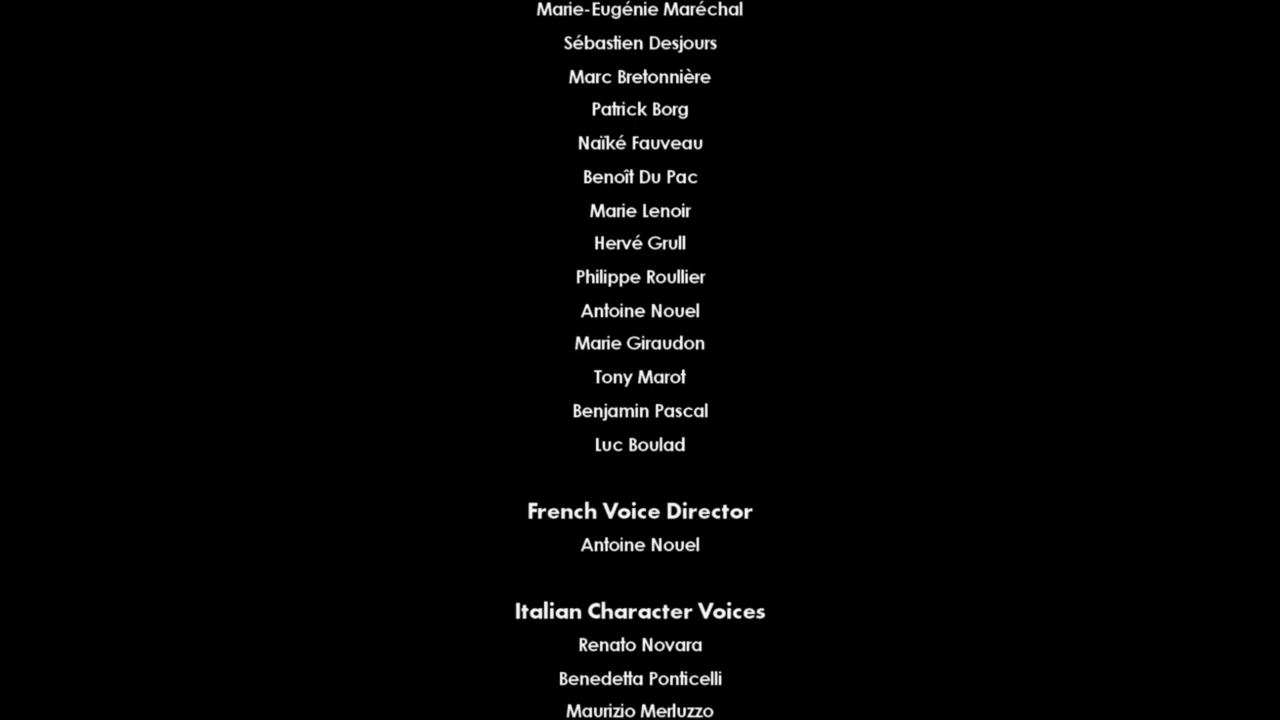 Marie-Eugénie Maréchal
Sébastien Desjours
Marc Bretonnière
Patrick Borg
Naïké Fauveau
Benoît Du Pac
Marie Lenoir
Hervé Grull
Philippe Roullier
Antoine Nouel
Marie Giraudon
Tony Marot
Benjamin Pascal
Luc Boulad
French Voice Director
Antoine Nouel
Italian Character Voices
Renato Novara
Benedetta Ponticelli
Maurizio Merluzzo